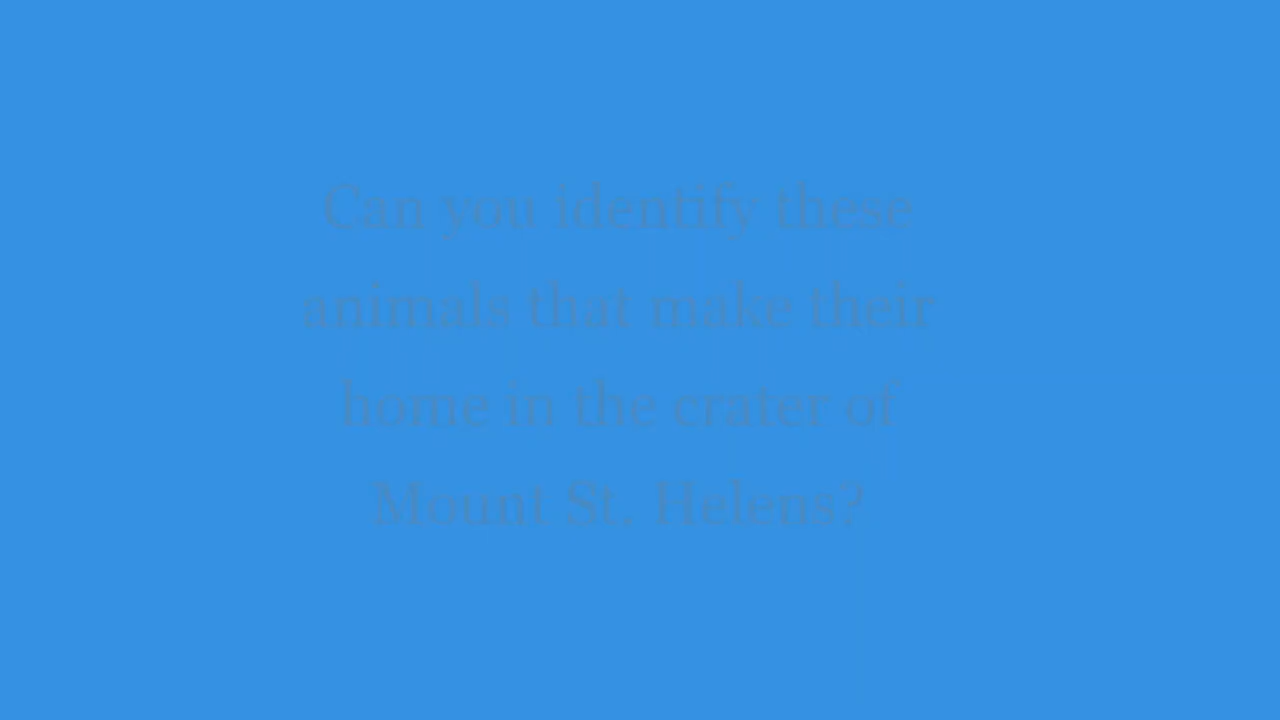 Can you identify these
animals that make their
home in the crater of
Mount St. Helens?